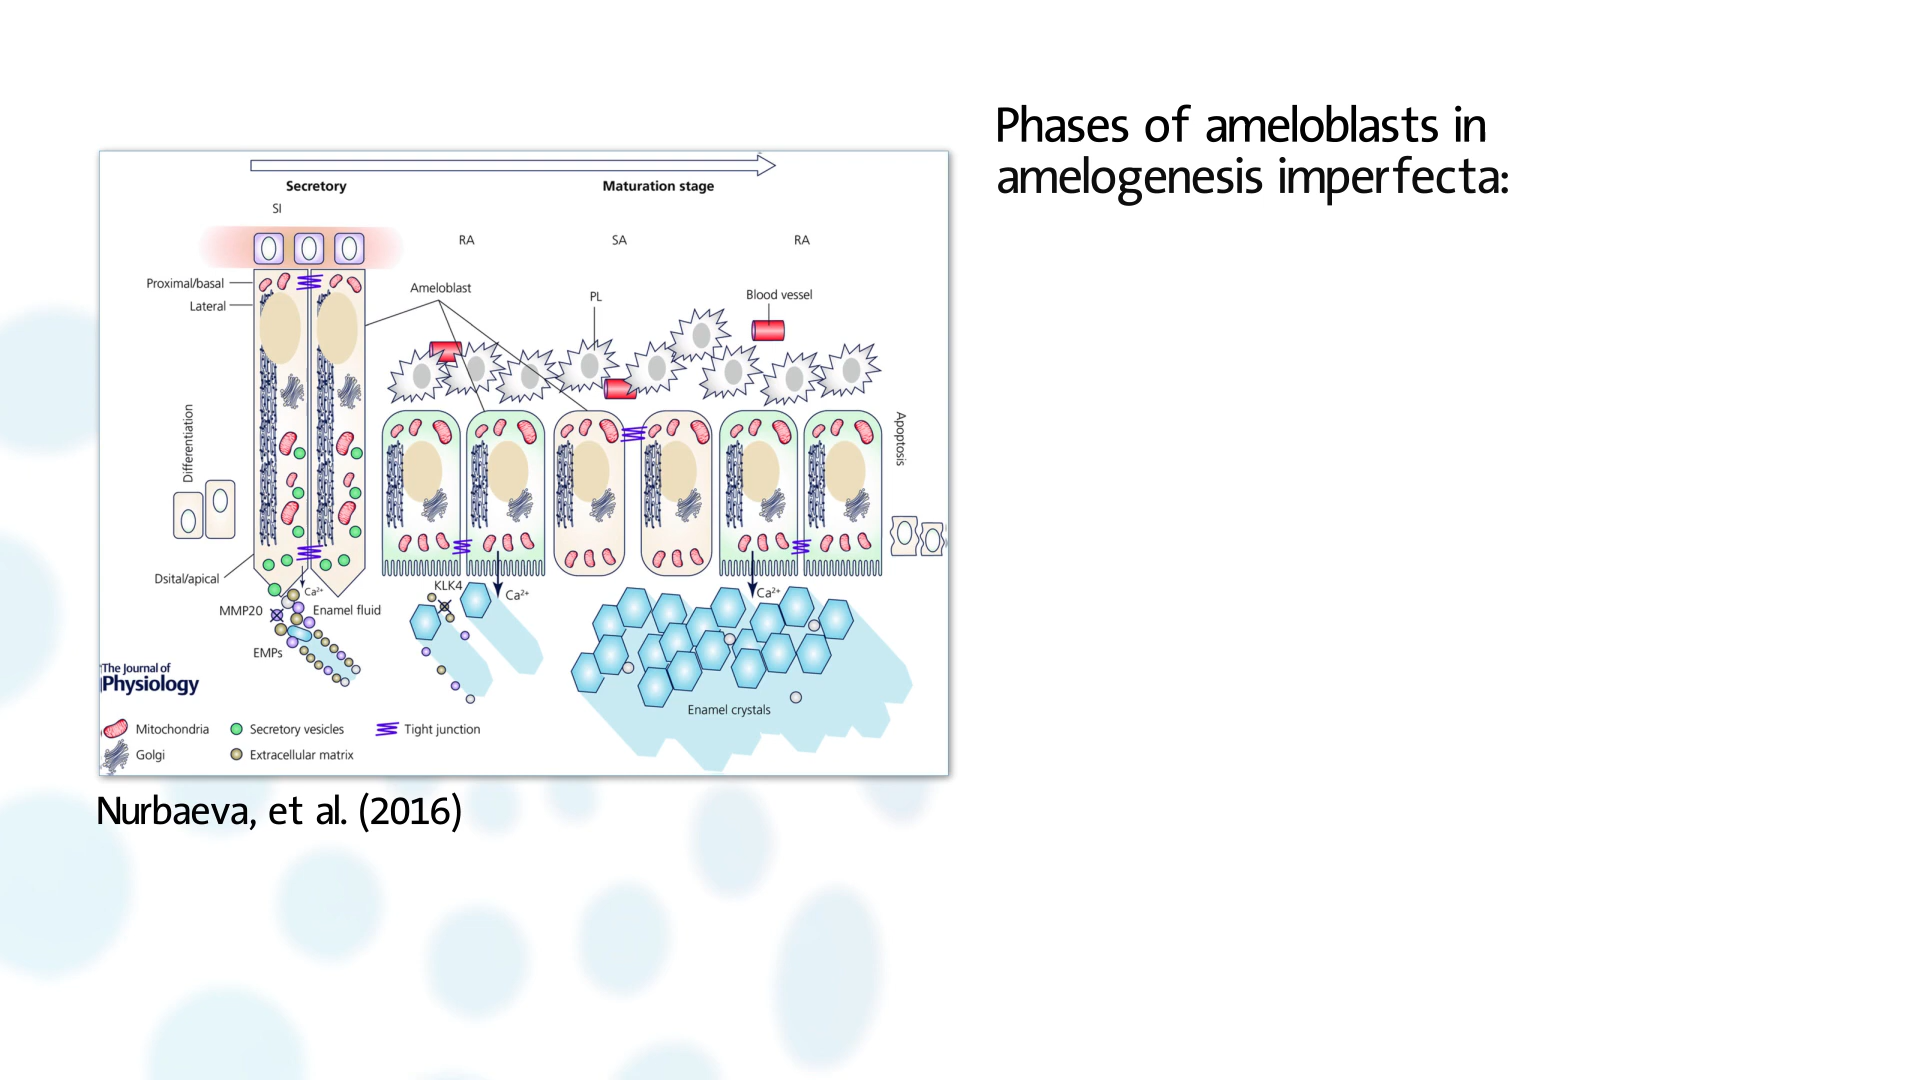 Phases of ameloblasts in
amelogenesis imperfecta:
Secretory
Maturation stage
SI
RA
SA
RA
Proximal/basal
Lateral
Ameloblast
PL
Blood vessel
Differentiation
Apoptosis
Dsital/apical
Ca²⁺
KLK4
Ca²⁺
Ca²⁺
MMP20
Enamel fluid
EMPs
Enamel crystals
The Journal of
Physiology
Mitochondria
Secretory vesicles
Tight junction
Golgi
Extracellular matrix
Nurbaeva, et al. (2016)